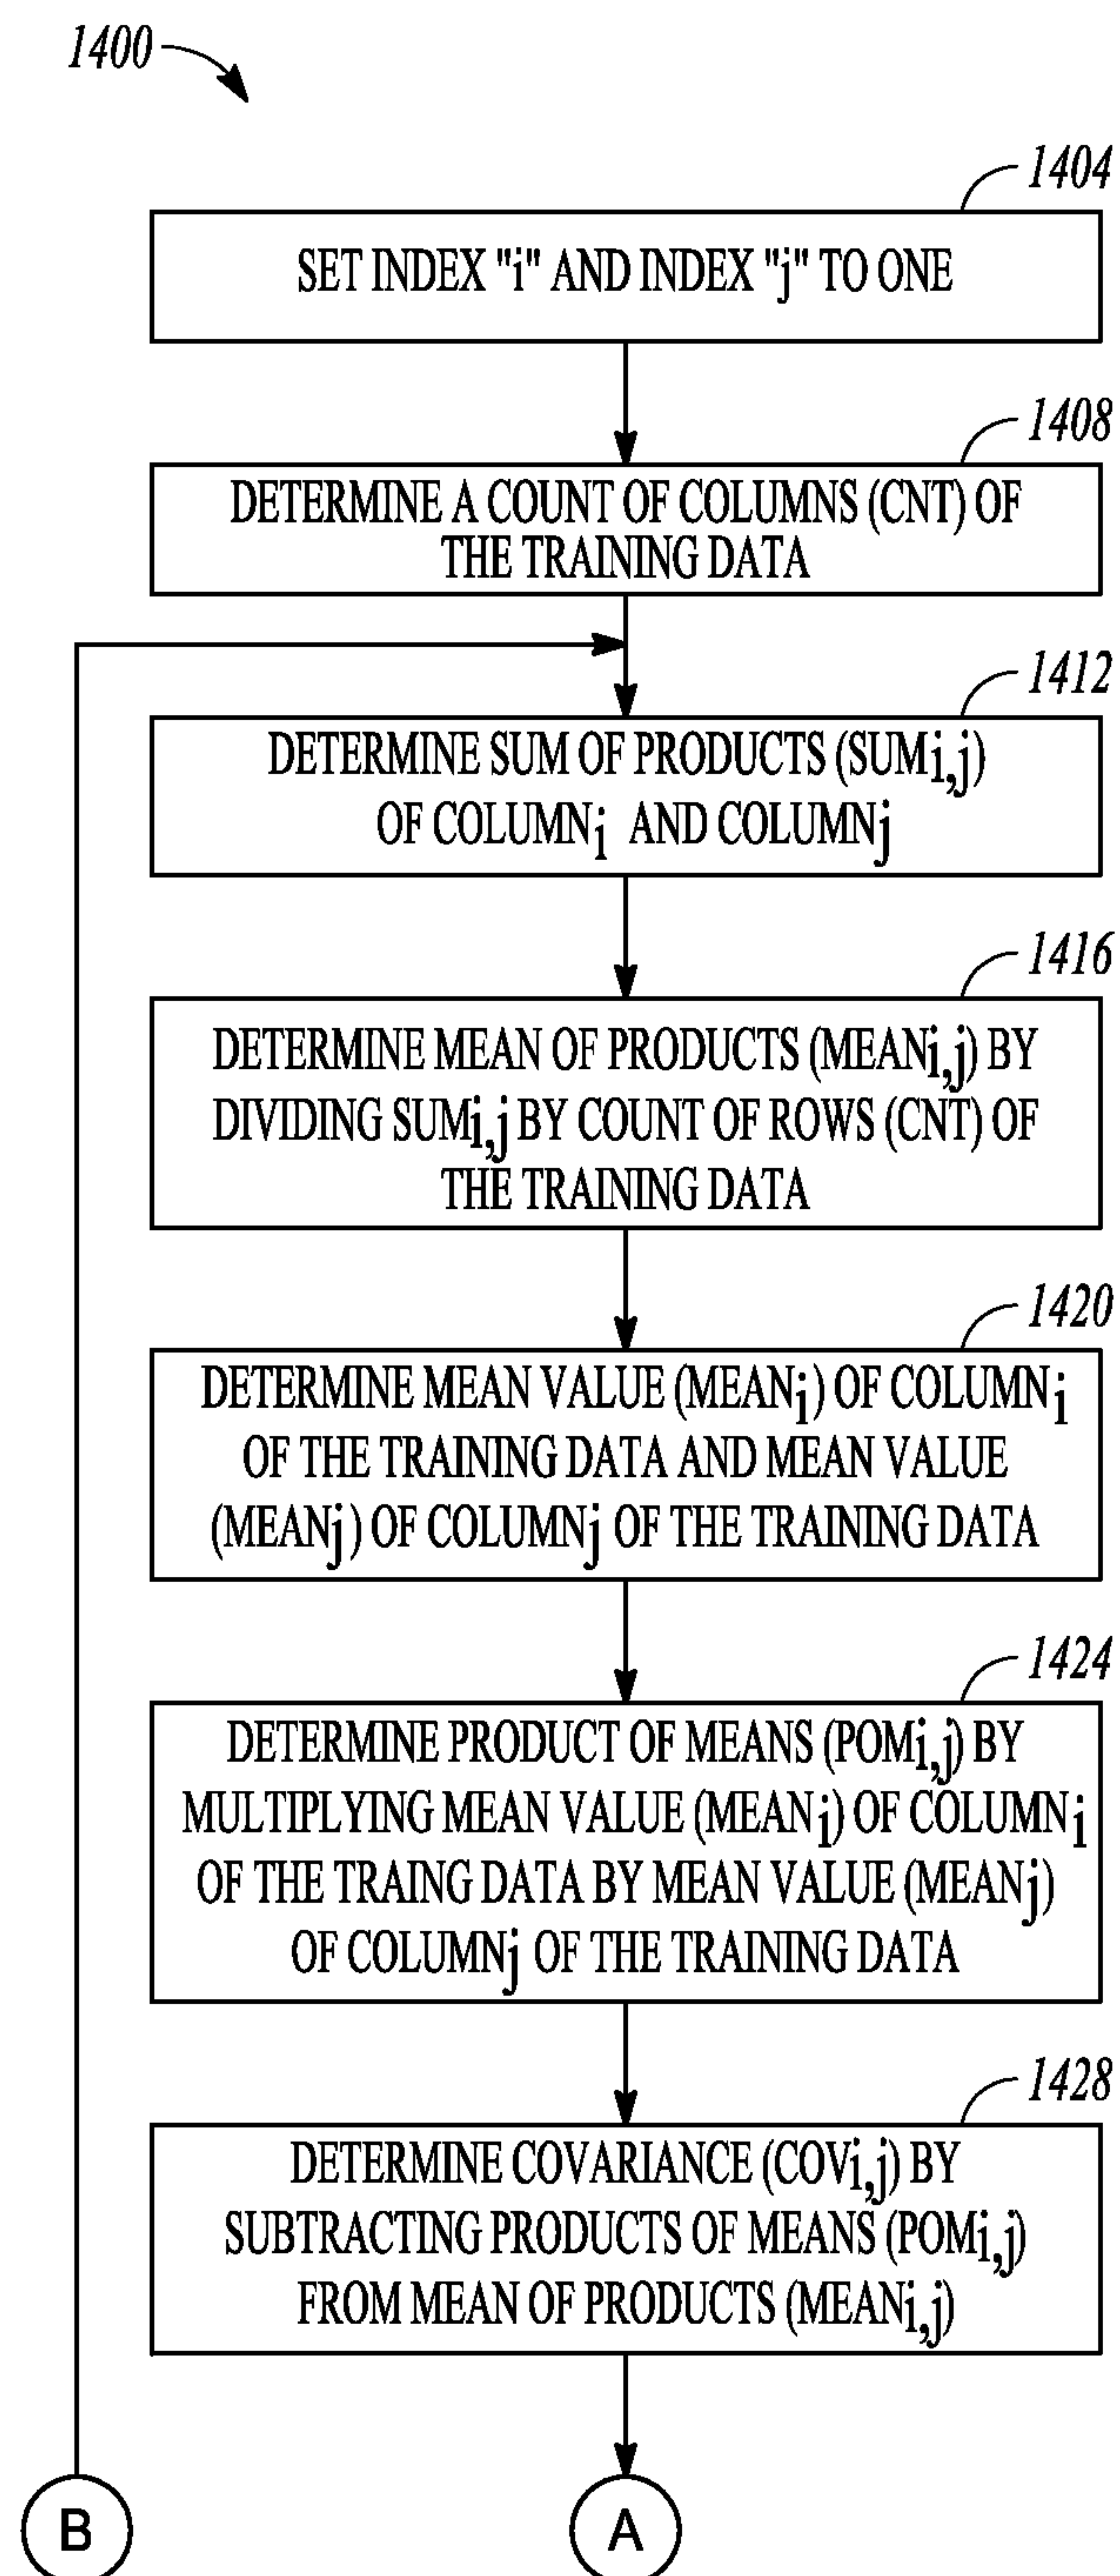 1400
1404
SET INDEX "i" AND INDEX "j" TO ONE
1408
DETERMINE A COUNT OF COLUMNS (CNT) OF
THE TRAINING DATA
1412
DETERMINE SUM OF PRODUCTS (SUMi,j)
OF COLUMNi AND COLUMNj
1416
DETERMINE MEAN OF PRODUCTS (MEANi,j) BY
DIVIDING SUMi,j BY COUNT OF ROWS (CNT) OF
THE TRAINING DATA
1420
DETERMINE MEAN VALUE (MEANi) OF COLUMNi
OF THE TRAINING DATA AND MEAN VALUE
(MEANj) OF COLUMNj OF THE TRAINING DATA
1424
DETERMINE PRODUCT OF MEANS (POMi,j) BY
MULTIPLYING MEAN VALUE (MEANi) OF COLUMNi
OF THE TRAING DATA BY MEAN VALUE (MEANj)
OF COLUMNj OF THE TRAINING DATA
1428
DETERMINE COVARIANCE (COVi,j) BY
SUBTRACTING PRODUCTS OF MEANS (POMi,j)
FROM MEAN OF PRODUCTS (MEANi,j)
B
A